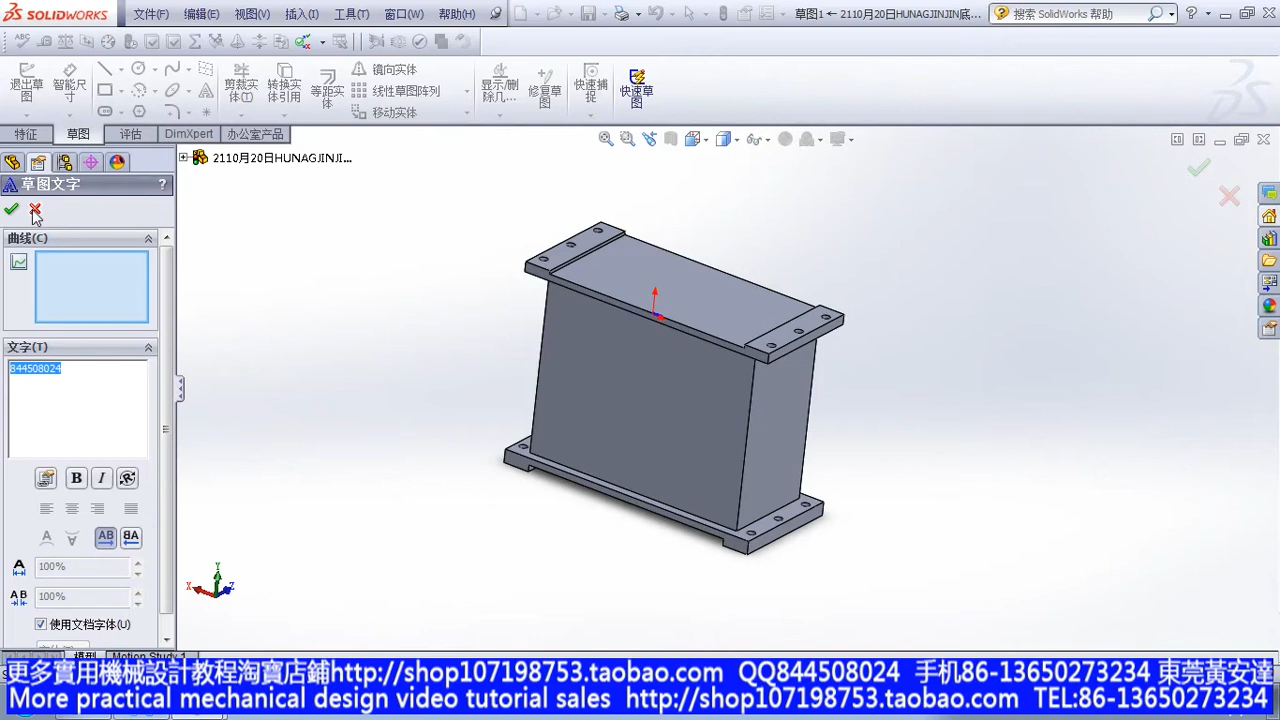 SOLIDWORKS 文件(F) 编辑(E) 视图(V) 插入(I) 工具(T) 窗口(W) 帮助(H) 草图1 ← 2110月20日HUNAGJINJIN底... 搜索 SolidWorks 帮助
退出草图 智能尺寸 剪裁实体(T) 转换实体引用 等距实体 镜向实体 线性草图阵列 移动实体 显示/删除几... 修复草图 快速捕捉 快速草图
特征 草图 评估 DimXpert 办公室产品
2110月20日HUNAGJINJI...
草图文字 ?
曲线(C)
文字(T)
844508024
B I
AB
100%
AB 100%
使用文档字体(U)
Y
X Z
模型 Motion Study 1
更多實用機械設計教程淘寶店鋪http://shop107198753.taobao.com QQ844508024 手机86-13650273234 東莞黃安達
More practical mechanical design video tutorial sales http://shop107198753.taobao.com TEL:86-13650273234